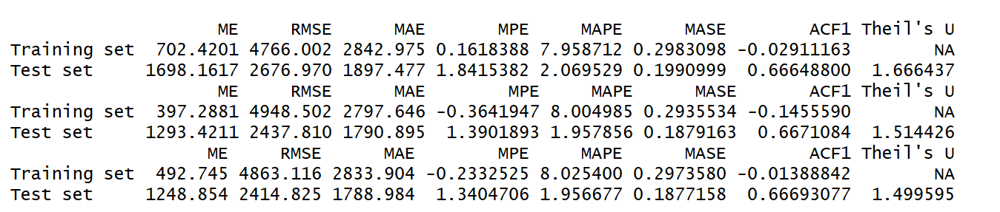 ME RMSE MAE MPE MAPE MASE ACF1 Theil's U
Training set 702.4201 4766.002 2842.975 0.1618388 7.958712 0.2983098 -0.02911163 NA
Test set 1698.1617 2676.970 1897.477 1.8415382 2.069529 0.1990999 0.66648800 1.666437
ME RMSE MAE MPE MAPE MASE ACF1 Theil's U
Training set 397.2881 4948.502 2797.646 -0.3641947 8.004985 0.2935534 -0.1455590 NA
Test set 1293.4211 2437.810 1790.895 1.3901893 1.957856 0.1879163 0.6671084 1.514426
ME RMSE MAE MPE MAPE MASE ACF1 Theil's U
Training set 492.745 4863.116 2833.904 -0.2332525 8.025400 0.2973580 -0.01388842 NA
Test set 1248.854 2414.825 1788.984 1.3404706 1.956677 0.1877158 0.66693077 1.499595